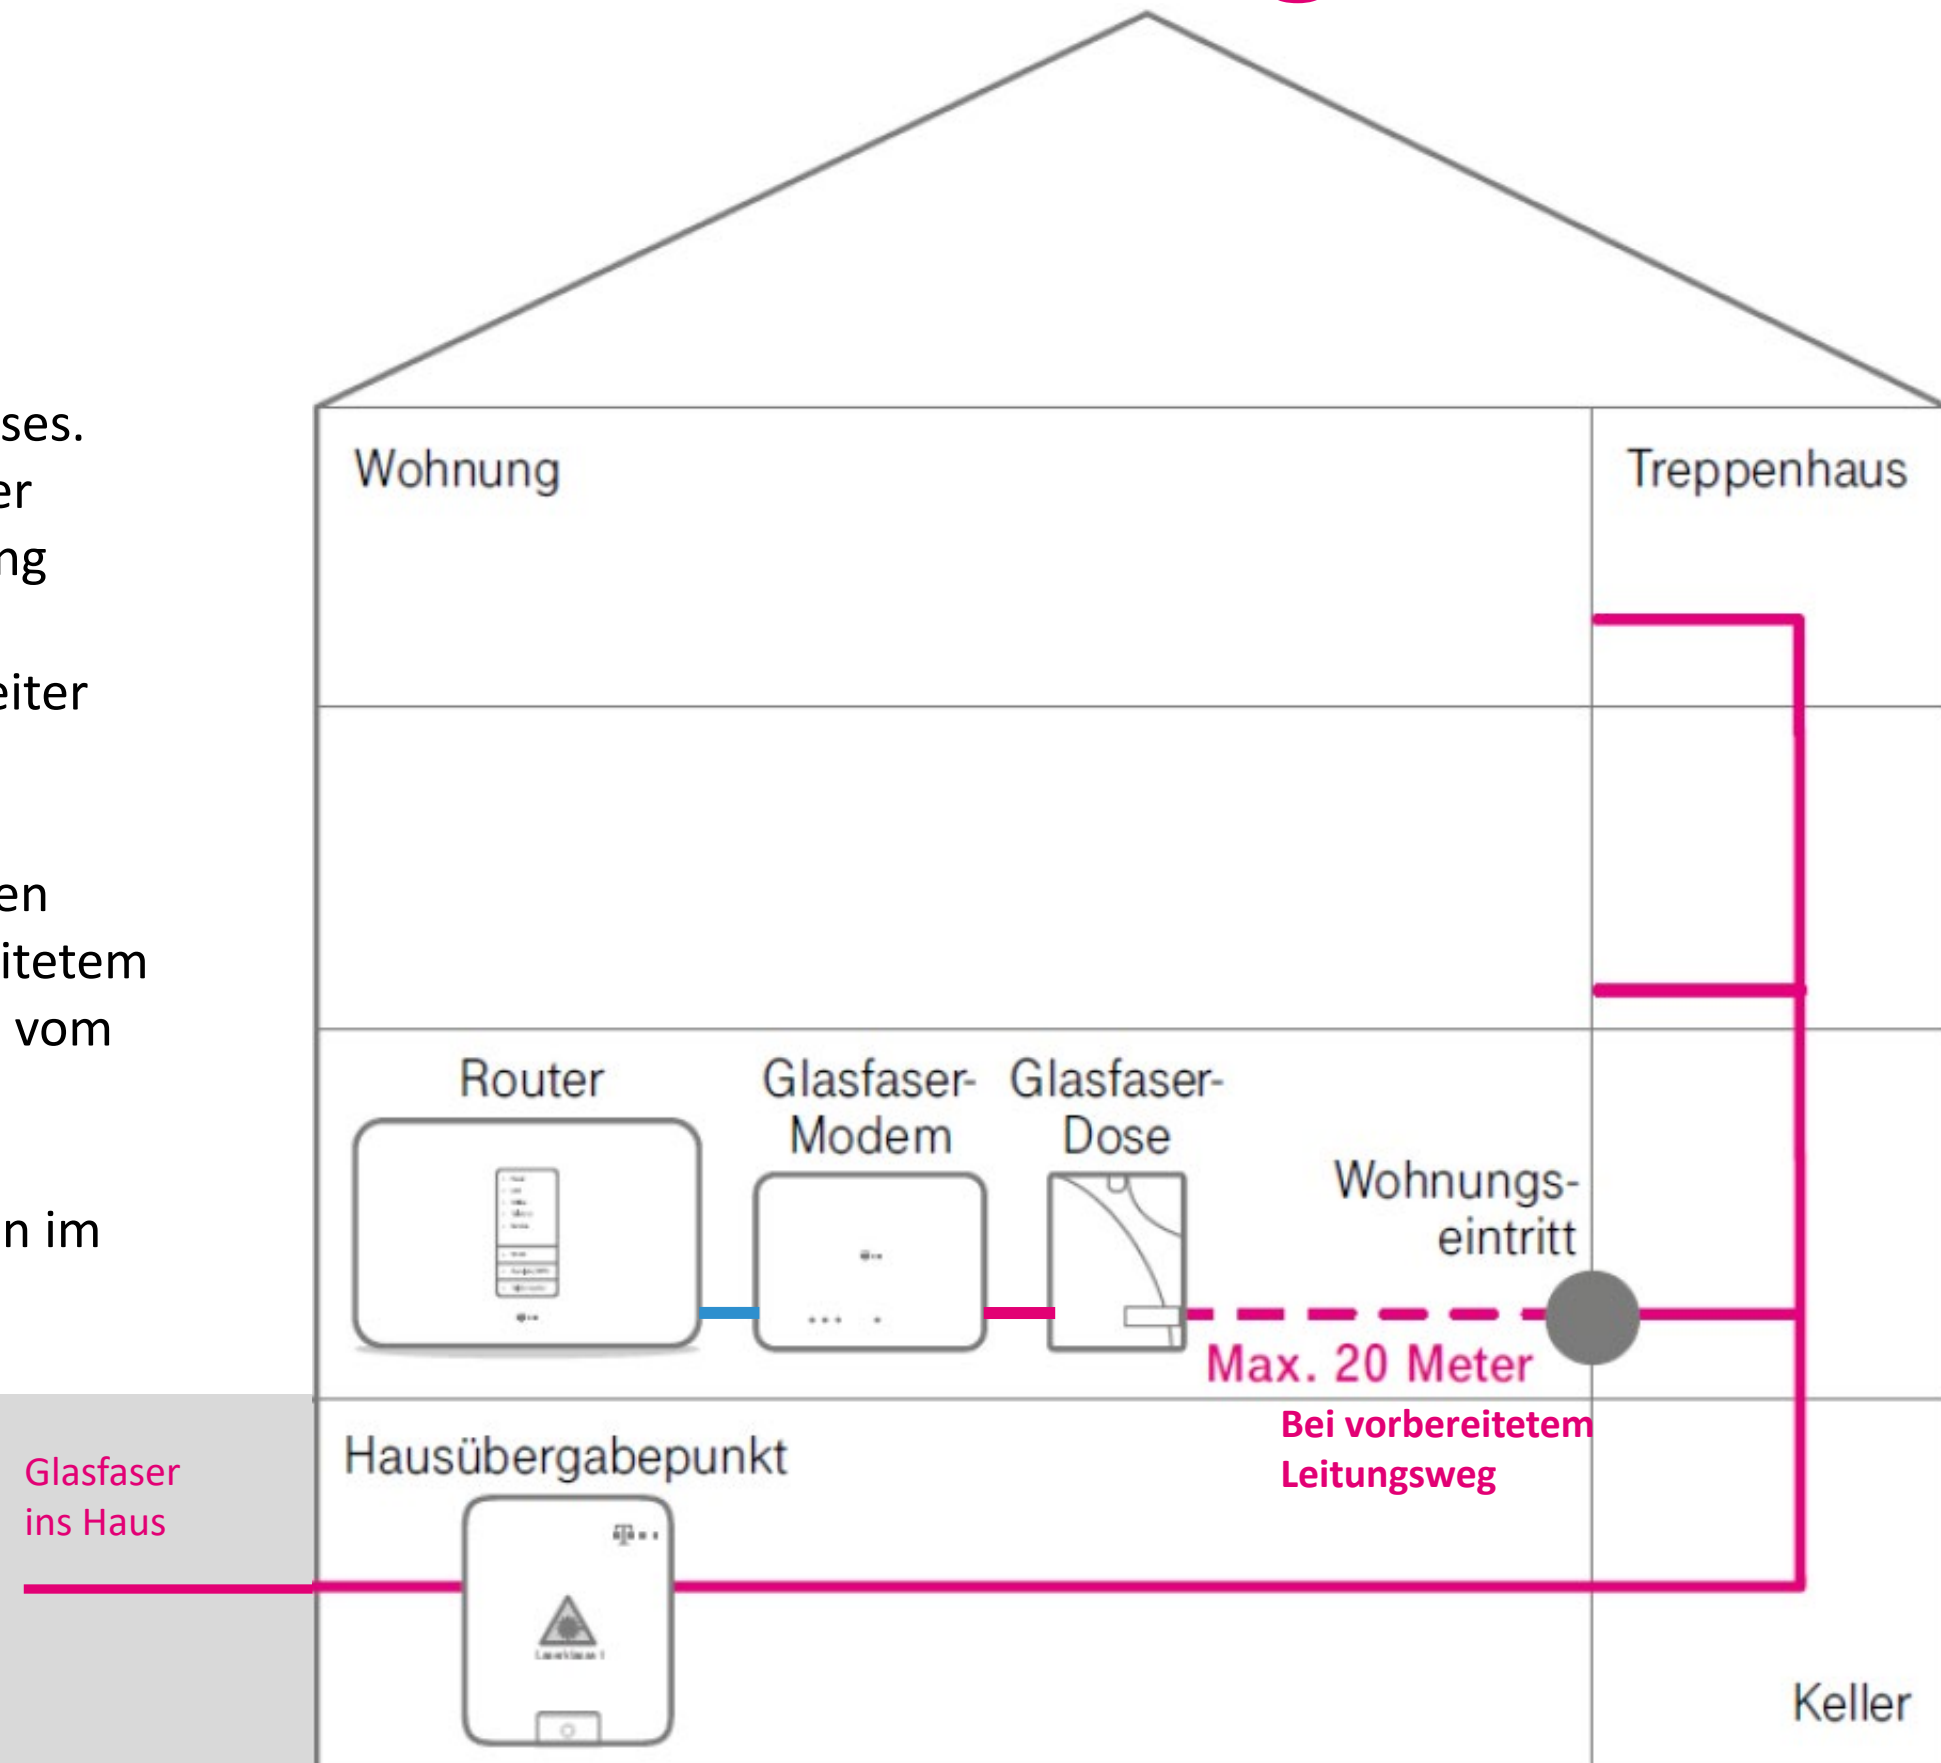 ses.
er
ng
eiter
en
itetem
vom
n im
Wohnung
Treppenhaus
Router
Glasfaser-
Modem
Glasfaser-
Dose
Wohnungs-
eintritt
Max. 20 Meter
Bei vorbereitetem
Leitungsweg
Hausübergabepunkt
Glasfaser
ins Haus
Keller